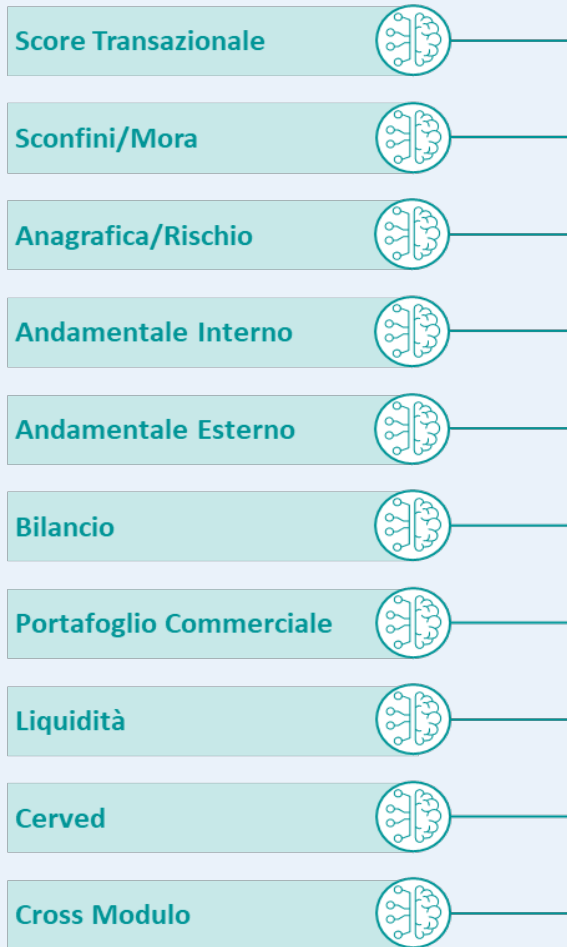 Score Transazionale
Sconfini/Mora
Anagrafica/Rischio
Andamentale Interno
Andamentale Esterno
Bilancio
Portafoglio Commerciale
Liquidità
Cerved
Cross Modulo